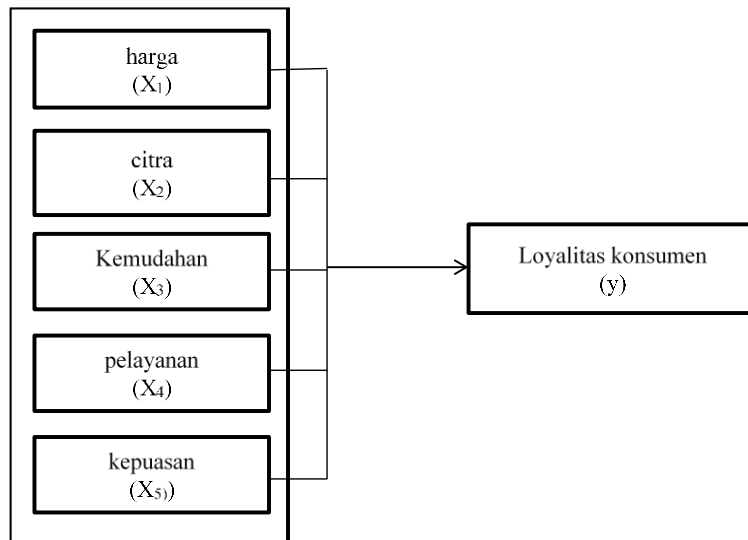 harga
(X₁)
citra
(X₂)
Kemudahan
(X₃)
pelayanan
(X₄)
kepuasan
(X₅₎)
Loyalitas konsumen
(y)